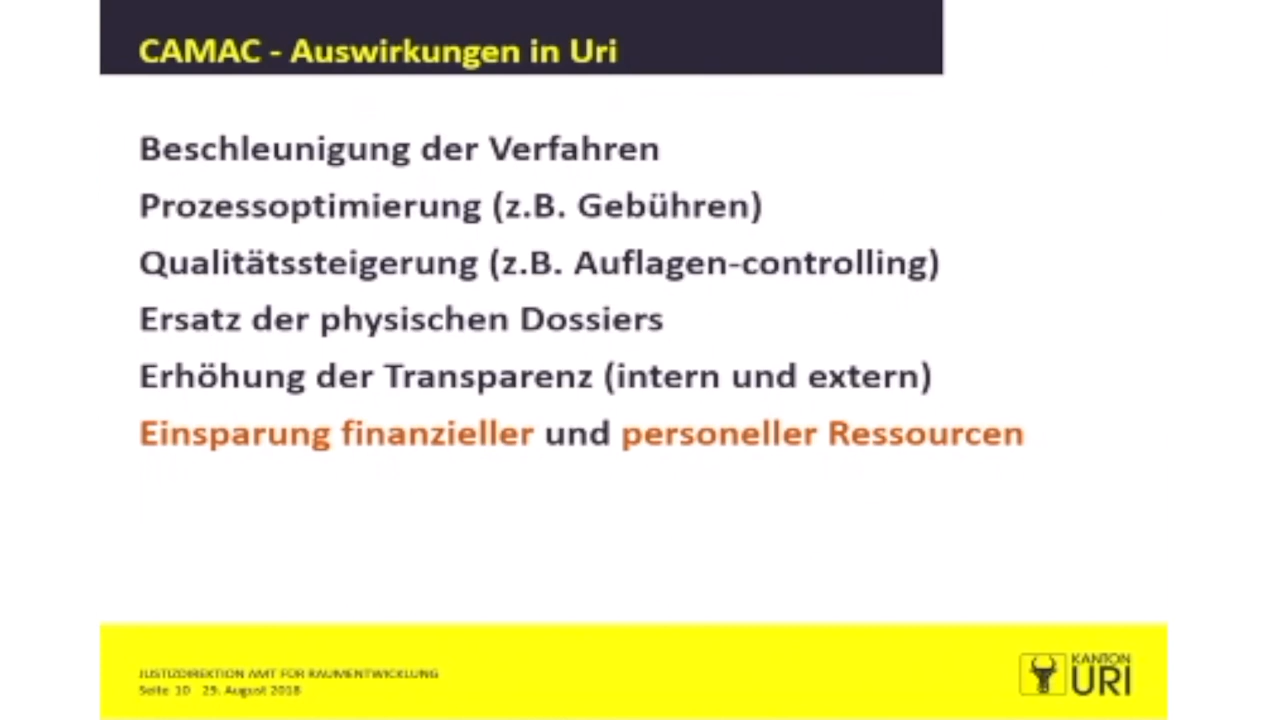 CAMAC - Auswirkungen in Uri
Beschleunigung der Verfahren
Prozessoptimierung (z.B. Gebühren)
Qualitätssteigerung (z.B. Auflagen-controlling)
Ersatz der physischen Dossiers
Erhöhung der Transparenz (intern und extern)
Einsparung finanzieller und personeller Ressourcen
JUSTIZDIREKTION AMT FÜR RAUMENTWICKLUNG
Seite 10 29. August 2018
KANTON
URI